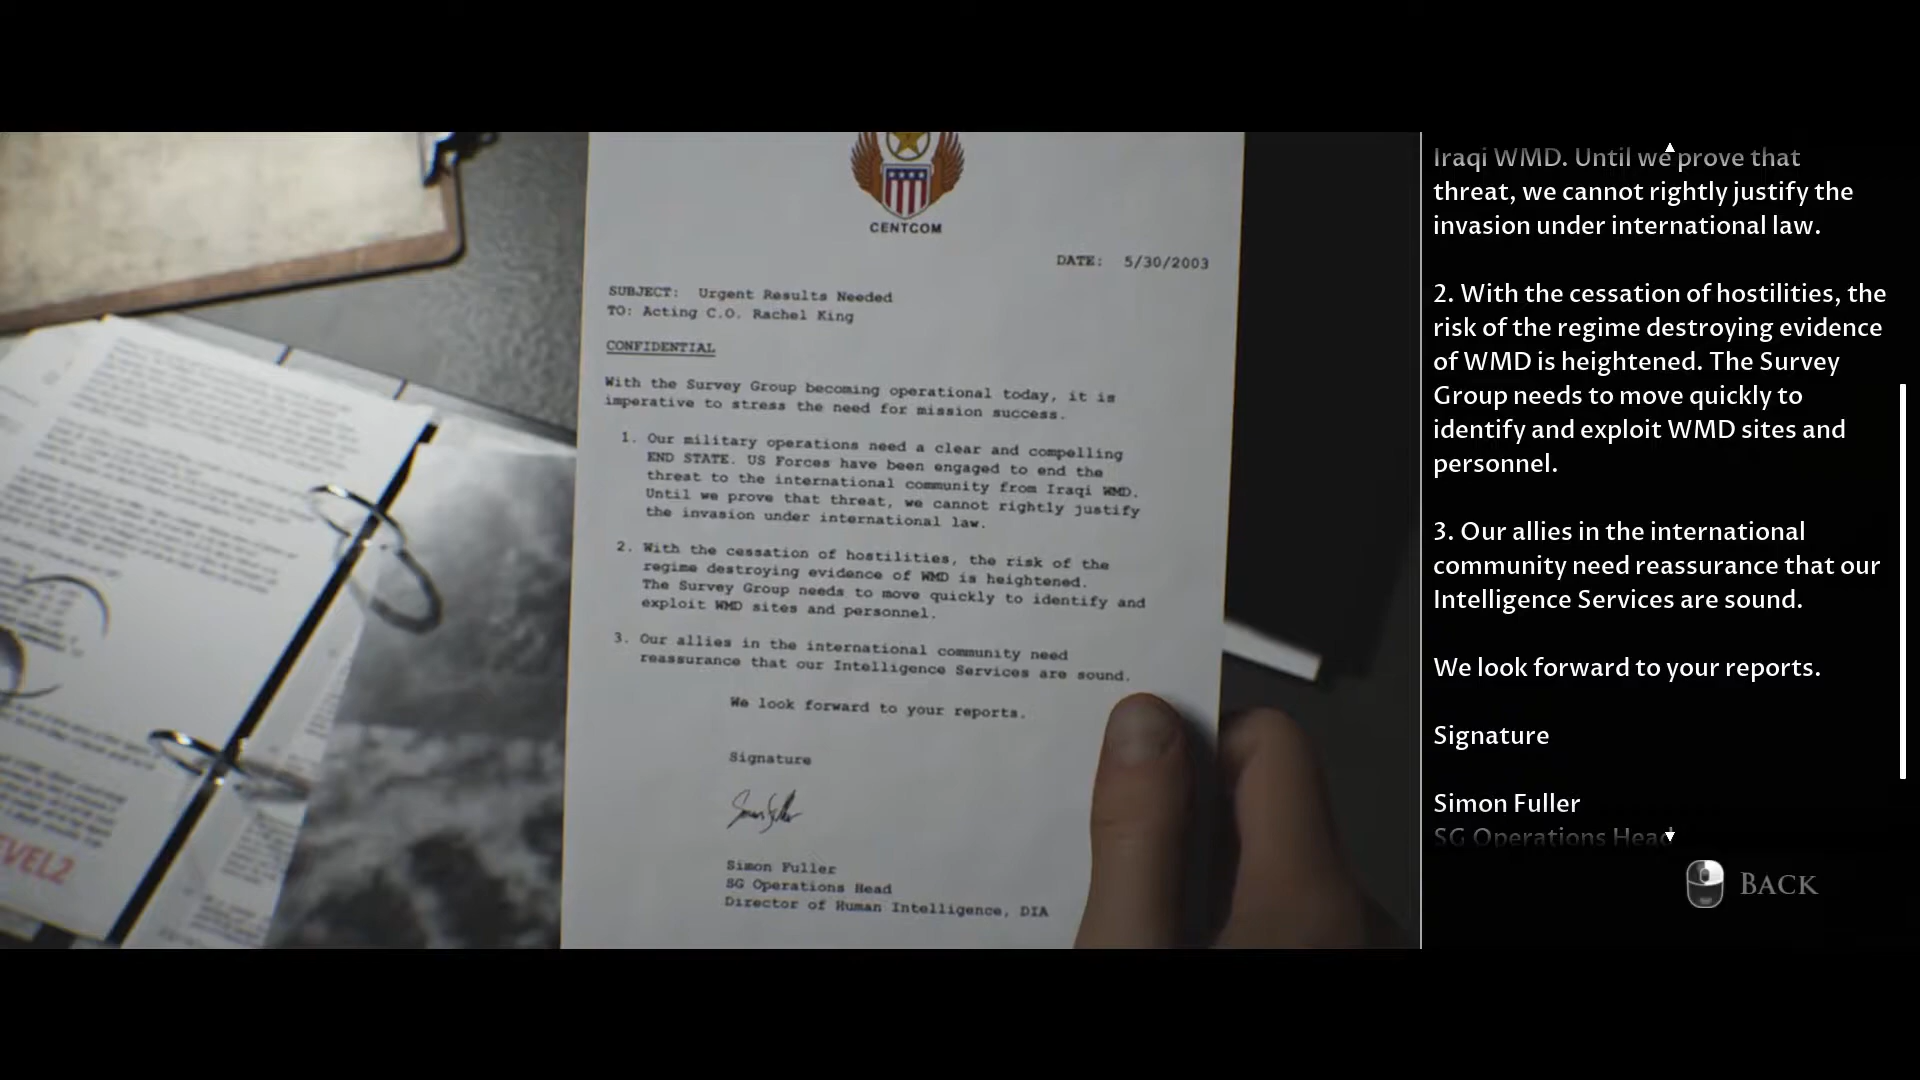 CENTCOM
DATE: 5/30/2003
SUBJECT: Urgent Results Needed
TO: Acting C.O. Rachel King
CONFIDENTIAL
With the Survey Group becoming operational today, it is
imperative to stress the need for mission success.
1. Our military operations need a clear and compelling
END STATE. US Forces have been engaged to end the
threat to the international community from Iraqi WMD.
Until we prove that threat, we cannot rightly justify
the invasion under international law.
2. With the cessation of hostilities, the risk of the
regime destroying evidence of WMD is heightened.
The Survey Group needs to move quickly to identify and
exploit WMD sites and personnel.
3. Our allies in the international community need
reassurance that our Intelligence Services are sound.
We look forward to your reports.
Signature
Simon Fuller
Simon Fuller
SG Operations Head
Director of Human Intelligence, DIA
EVEL2
Iraqi WMD. Until we prove that
threat, we cannot rightly justify the
invasion under international law.
2. With the cessation of hostilities, the
risk of the regime destroying evidence
of WMD is heightened. The Survey
Group needs to move quickly to
identify and exploit WMD sites and
personnel.
3. Our allies in the international
community need reassurance that our
Intelligence Services are sound.
We look forward to your reports.
Signature
Simon Fuller
SG Operations Head
BACK